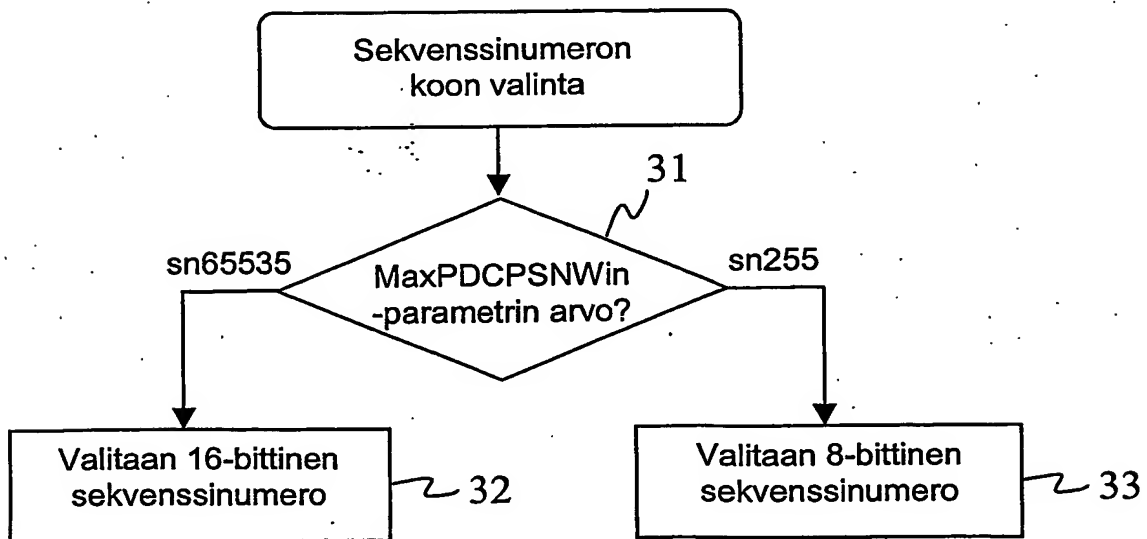 Sekvenssinumeron
koon valinta
31
sn65535
MaxPDCPSNWin
-parametrin arvo?
sn255
Valitaan 16-bittinen
sekvenssinumero
32
Valitaan 8-bittinen
sekvenssinumero
33